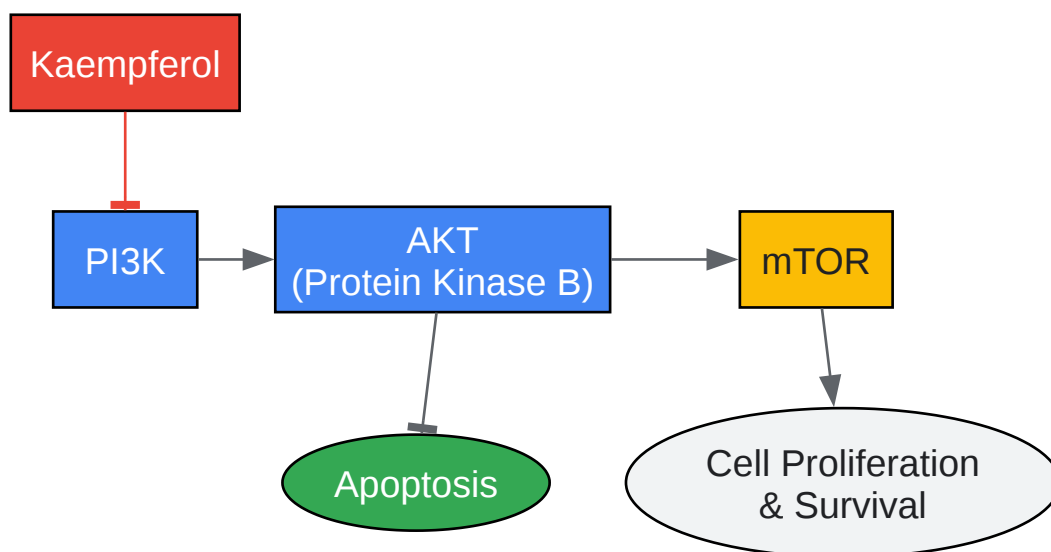 Kaempferol
PI3K
AKT
(Protein Kinase B)
mTOR
Apoptosis
Cell Proliferation
& Survival